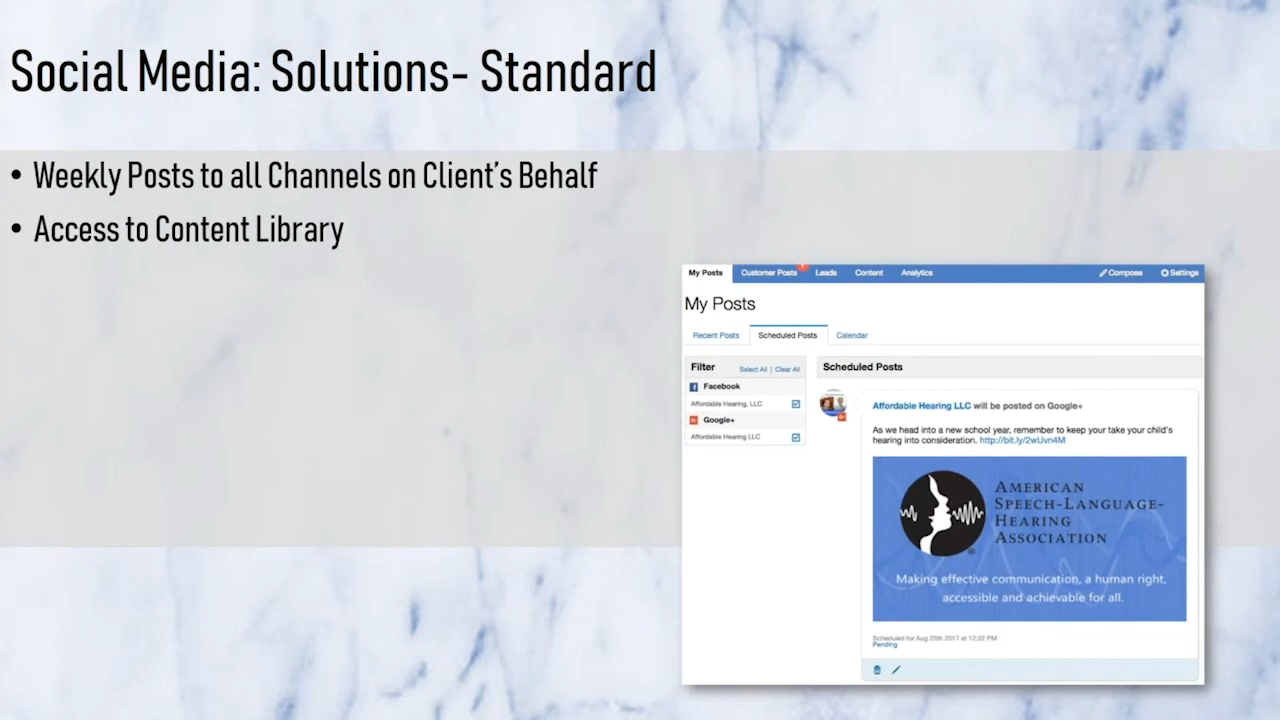 Social Media: Solutions- Standard
• Weekly Posts to all Channels on Client's Behalf
• Access to Content Library
My Posts Customer Posts 1 Leads Content Analytics Compose Settings
My Posts
Recent Posts Scheduled Posts Calendar
Filter Select All | Clear All
Facebook
Affordable Hearing, LLC
Google+
Affordable Hearing LLC
Scheduled Posts
Affordable Hearing LLC will be posted on Google+
As we head into a new school year, remember to keep your take your child's
hearing into consideration. http://bit.ly/2wUvn4M
AMERICAN
SPEECH-LANGUAGE-
HEARING
ASSOCIATION
Making effective communication, a human right,
accessible and achievable for all.
Scheduled for Aug 25th 2017 at 12:22 PM
Pending